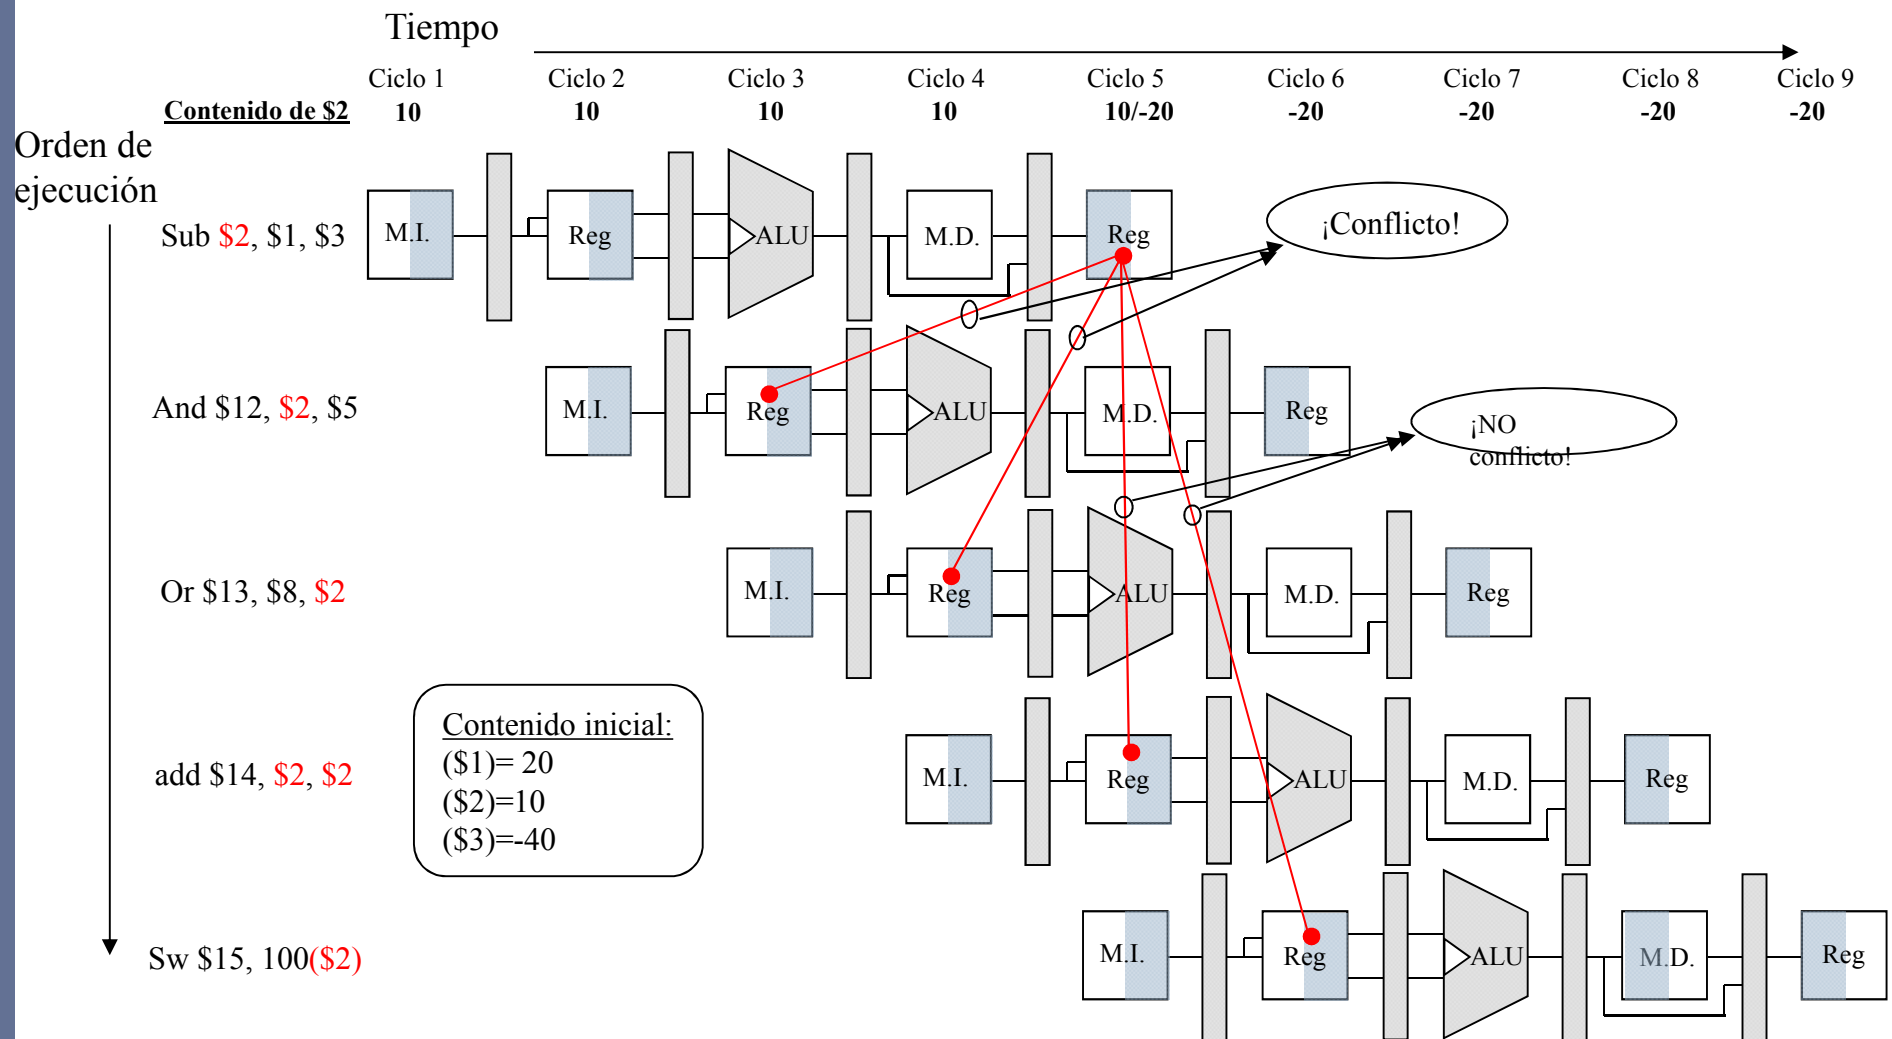 Tiempo
Ciclo 1 Ciclo 2 Ciclo 3 Ciclo 4 Ciclo 5 Ciclo 6 Ciclo 7 Ciclo 8 Ciclo 9
Contenido de $2 10 10 10 10 10/-20 -20 -20 -20 -20
Orden de
ejecución
Sub $2, $1, $3 M.I. Reg ALU M.D. Reg
¡Conflicto!
And $12, $2, $5 M.I. Reg ALU M.D. Reg
¡NO
conflicto!
Or $13, $8, $2 M.I. Reg ALU M.D. Reg
Contenido inicial:
($1)= 20
($2)=10
($3)=-40
add $14, $2, $2 M.I. Reg ALU M.D. Reg
Sw $15, 100($2) M.I. Reg ALU M.D. Reg